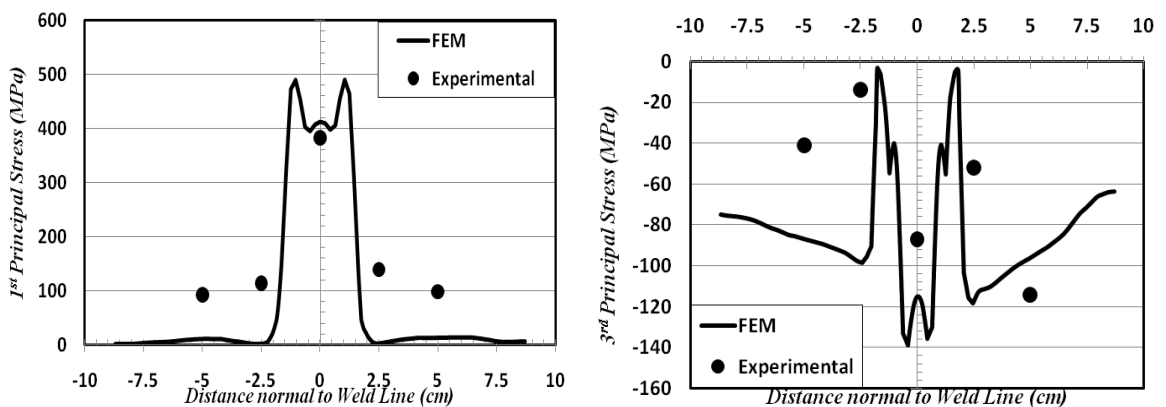 600
500
400
300
200
100
0
1st Principal Stress (MPa)
FEM
Experimental
-10 -7.5 -5 -2.5 0 2.5 5 7.5 10
Distance normal to Weld Line (cm)
-10 -7.5 -5 -2.5 0 2.5 5 7.5 10
0
-20
-40
-60
-80
-100
-120
-140
-160
3rd Principal Stress (MPa)
FEM
Experimental
Distance normal to Weld Line (cm)